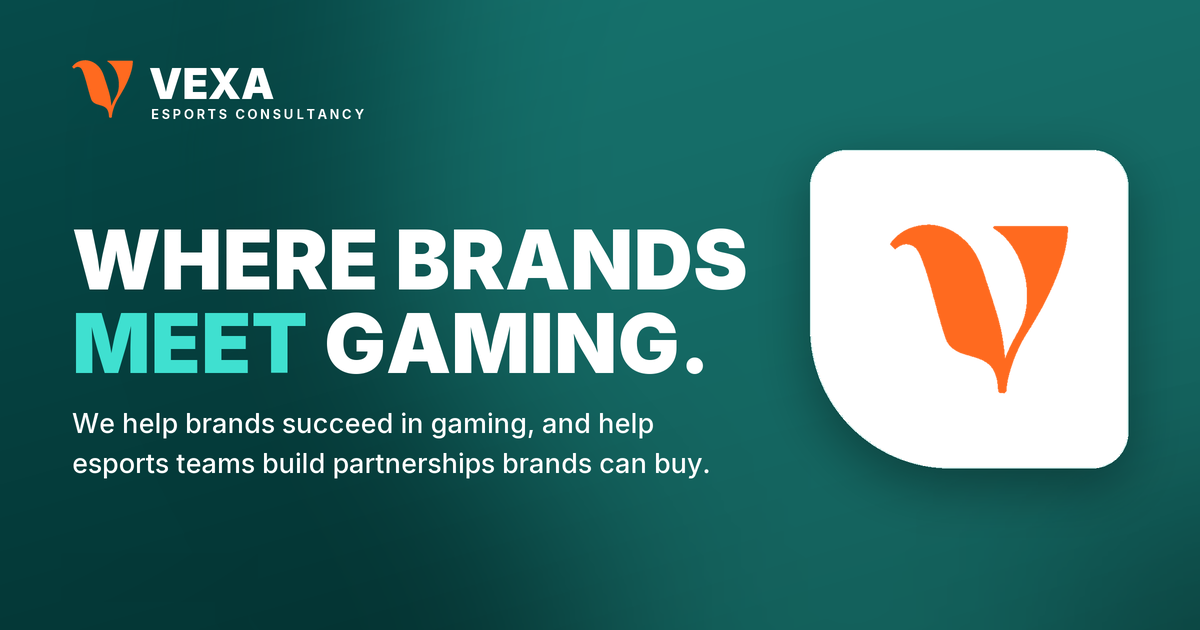 VEXA
ESPORTS CONSULTANCY
WHERE BRANDS
MEET GAMING.
We help brands succeed in gaming, and help
esports teams build partnerships brands can buy.